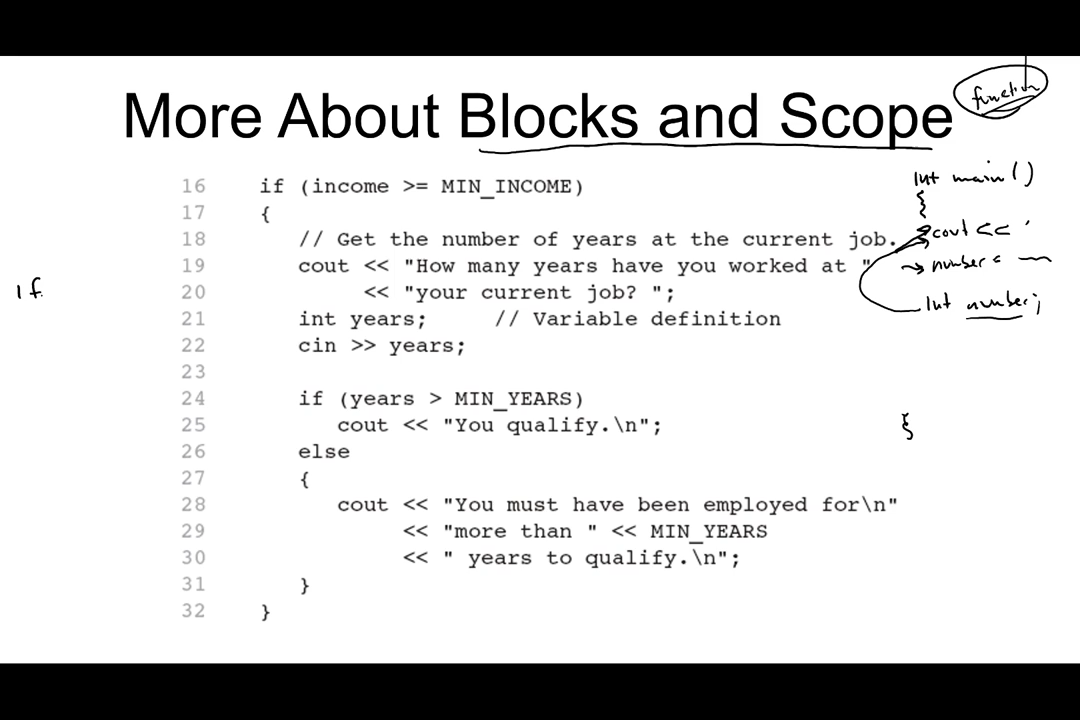 function
More About Blocks and Scope
int main()
{
cout <<
number =
int number;
}
If
16 if (income >= MIN_INCOME)
17 {
18 // Get the number of years at the current job.
19 cout << "How many years have you worked at "
20 << "your current job? ";
21 int years; // Variable definition
22 cin >> years;
23
24 if (years > MIN_YEARS)
25 cout << "You qualify.\n";
26 else
27 {
28 cout << "You must have been employed for\n"
29 << "more than " << MIN_YEARS
30 << " years to qualify.\n";
31 }
32 }